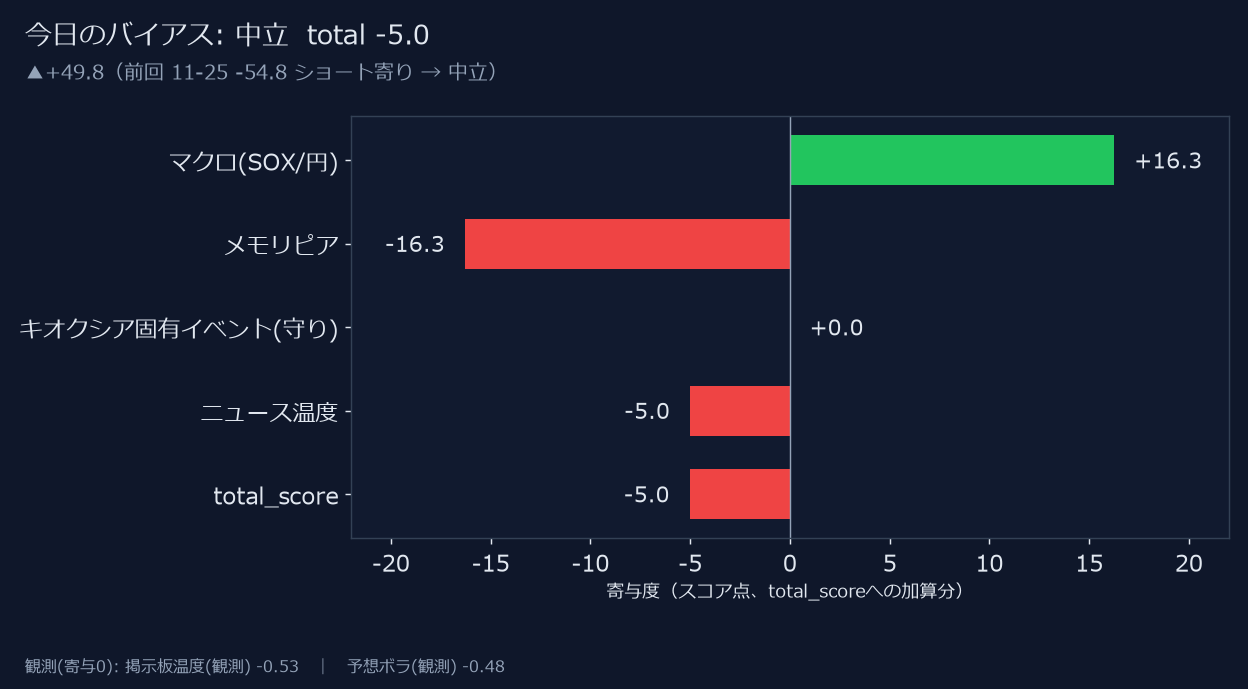 今日のバイアス: 中立 total -5.0
▲+49.8（前回 11-25 -54.8 ショート寄り → 中立）
マクロ(SOX/円)
+16.3
メモリピア
-16.3
キオクシア固有イベント(守り)
+0.0
ニュース温度
-5.0
total_score
-5.0
-20 -15 -10 -5 0 5 10 15 20
寄与度（スコア点、total_scoreへの加算分）
観測(寄与0): 掲示板温度(観測) -0.53 ｜ 予想ボラ(観測) -0.48